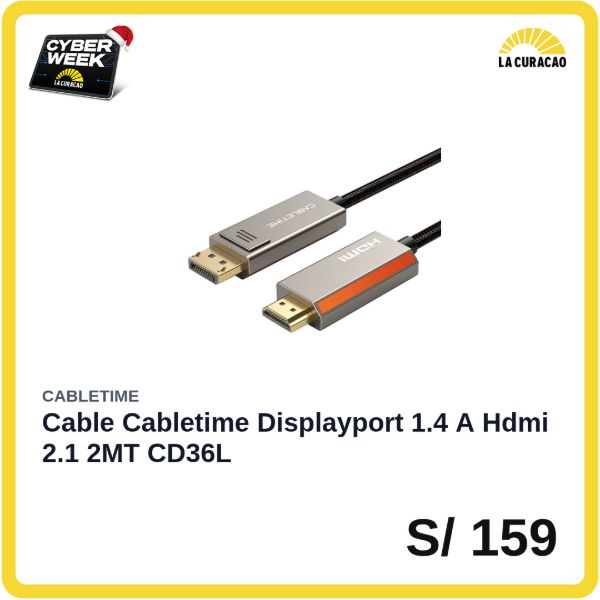 CYBER
WEEK
LA CURACAO
LA CURACAO
CABLETIME
HDMI
CABLETIME
Cable Cabletime Displayport 1.4 A Hdmi
2.1 2MT CD36L
S/ 159